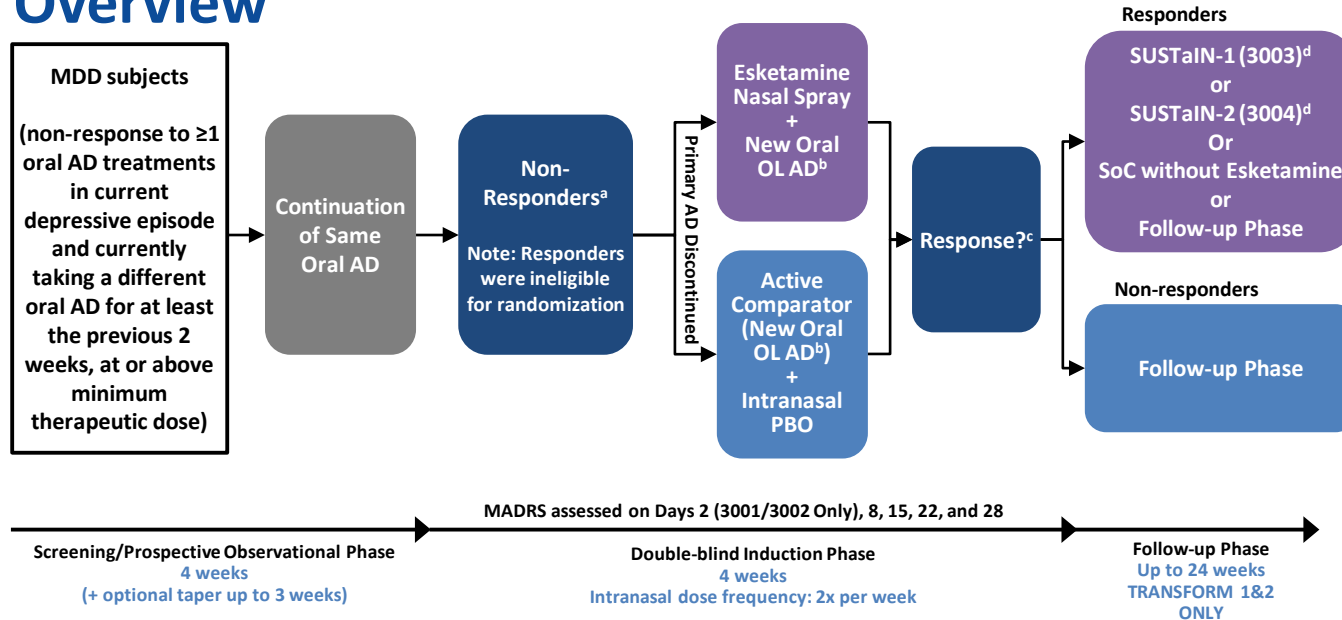 Overview
MDD subjects
(non-response to ≥1
oral AD treatments
in current
depressive episode
and currently
taking a different
oral AD for at least
the previous 2
weeks, at or above
minimum
therapeutic dose)
Continuation
of Same
Oral AD
Non-
Respondersᵃ
Note: Responders
were ineligible
for randomization
Primary AD Discontinued
Esketamine
Nasal Spray
+
New Oral
OL ADᵇ
Active
Comparator
(New Oral
OL ADᵇ)
+
Intranasal
PBO
Response?ᶜ
Responders
SUSTaIN-1 (3003)ᵈ
or
SUSTaIN-2 (3004)ᵈ
Or
SoC without Esketamine
or
Follow-up Phase
Non-responders
Follow-up Phase
MADRS assessed on Days 2 (3001/3002 Only), 8, 15, 22, and 28
Screening/Prospective Observational Phase
4 weeks
(+ optional taper up to 3 weeks)
Double-blind Induction Phase
4 weeks
Intranasal dose frequency: 2x per week
Follow-up Phase
Up to 24 weeks
TRANSFORM 1&2
ONLY